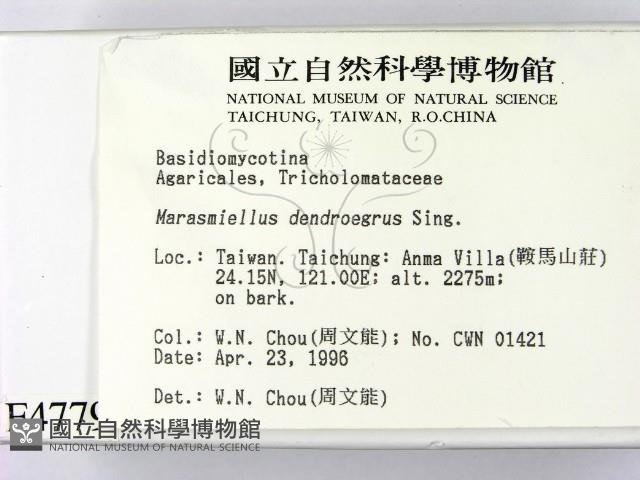 國立自然科學博物館
NATIONAL MUSEUM OF NATURAL SCIENCE
TAICHUNG, TAIWAN, R.O.CHINA
Basidiomycotina
Agaricales, Tricholomataceae
Marasmiellus dendroegrus Sing.
Loc.: Taiwan. Taichung: Anma Villa(鞍馬山莊)
24.15N, 121.00E; alt. 2275m;
on bark.
Col.: W.N. Chou(周文能); No. CWN 01421
Date: Apr. 23, 1996
Det.: W.N. Chou(周文能)
F4779
國立自然科學博物館
NATIONAL MUSEUM OF NATURAL SCIENCE